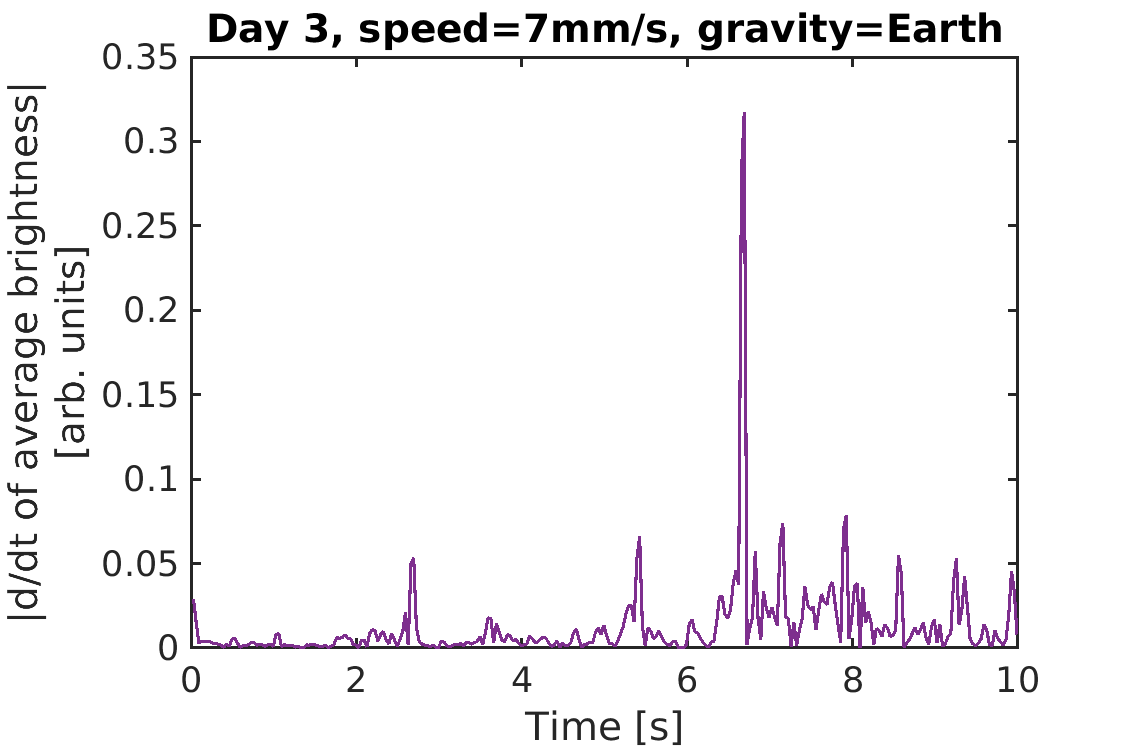 Day 3, speed=7mm/s, gravity=Earth
|d/dt of average brightness|
[arb. units]
0.35
0.3
0.25
0.2
0.15
0.1
0.05
0
0 2 4 6 8 10
Time [s]